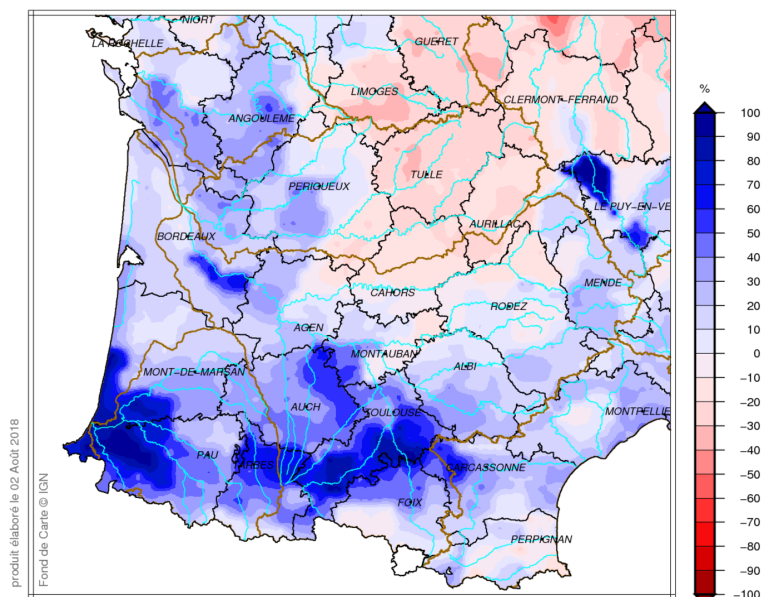 NIORT
LA ROCHELLE
GUERET
LIMOGES
CLERMONT-FERRAND
ANGOULEME
TULLE
PERIGUEUX
LE PUY-EN-VE
AURILLAC
BORDEAUX
MENDE
CAHORS
RODEZ
AGEN
MONTAUBAN
ALBI
MONT-DE-MARSAN
AUCH
TOULOUSE
MONTPELLIE
PAU
TARBES
CARCASSONNE
FOIX
PERPIGNAN
%
100
90
80
70
60
50
40
30
20
10
0
-10
-20
-30
-40
-50
-60
-70
-80
-90
-100
produit élaboré le 02 Août 2018
Fond de Carte © IGN